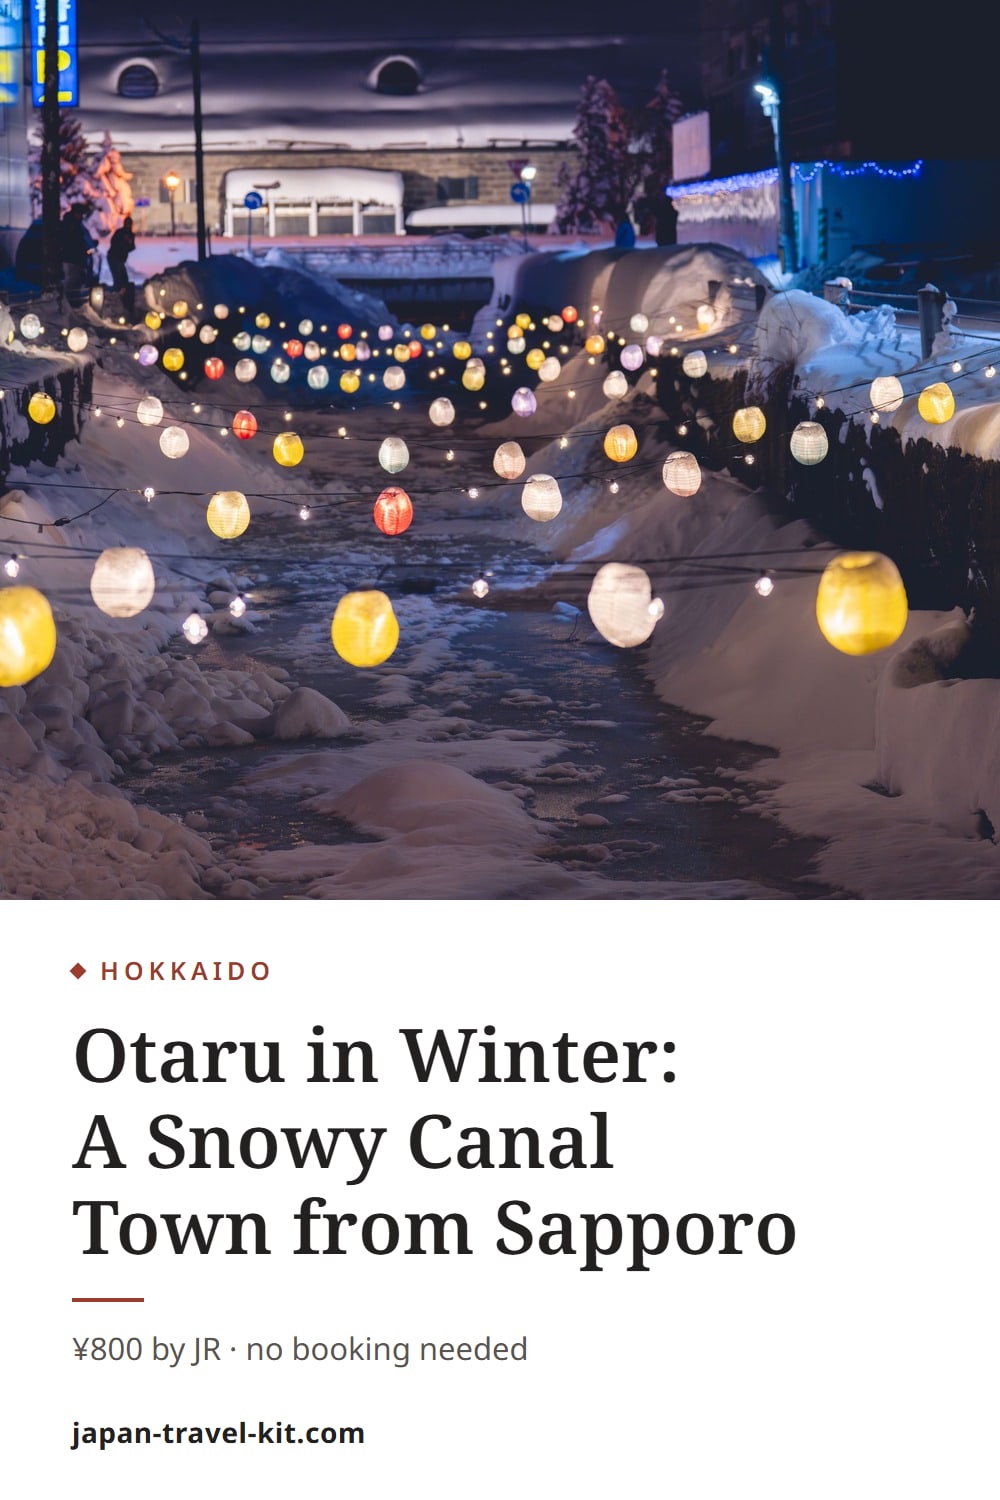 HOKKAIDO
Otaru in Winter:
A Snowy Canal
Town from Sapporo
¥800 by JR · no booking needed
japan-travel-kit.com